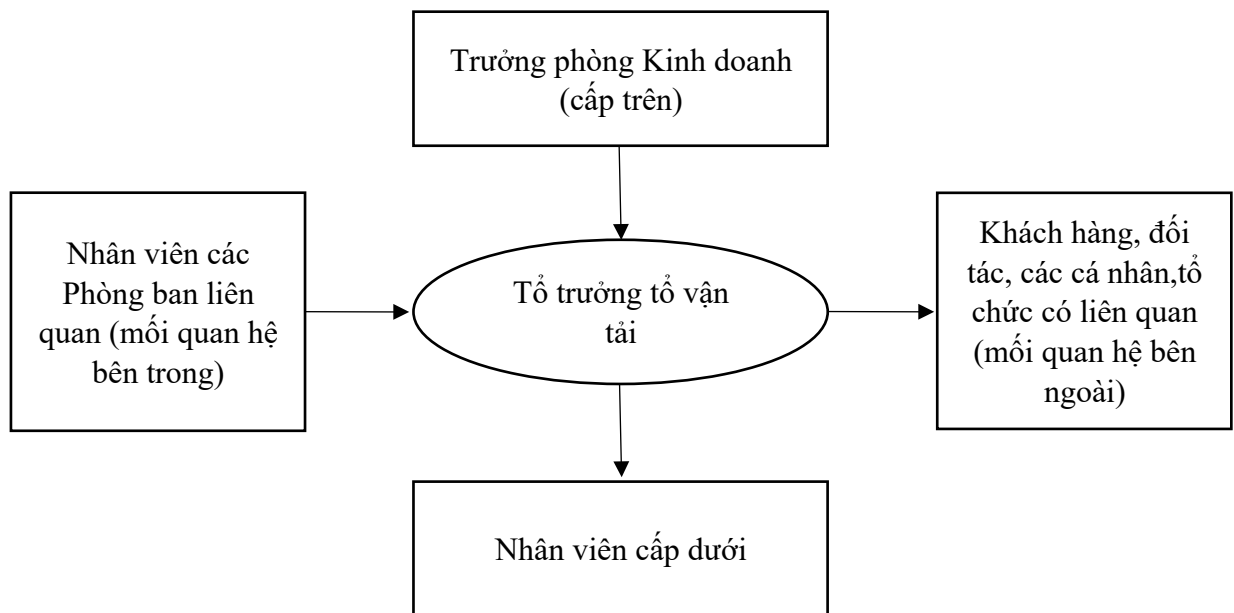 Trưởng phòng Kinh doanh
(cấp trên)
Nhân viên các
Phòng ban liên
quan (mối quan hệ
bên trong)
Tổ trưởng tổ vận
tải
Khách hàng, đối
tác, các cá nhân,tổ
chức có liên quan
(mối quan hệ bên
ngoài)
Nhân viên cấp dưới